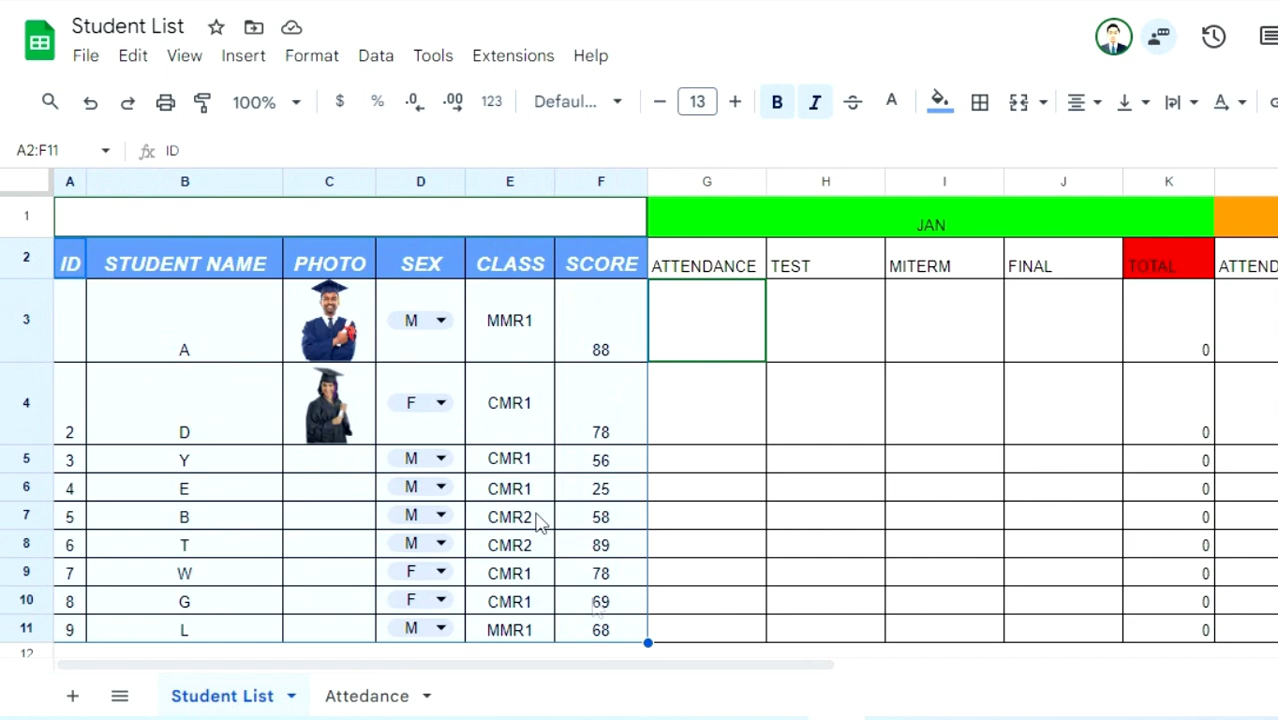 Student List
File Edit View Insert Format Data Tools Extensions Help
100% $ % .0 .00 123 Defaul... 13 B I S A A
A2:F11 fx ID
A B C D E F G H I J K
1 JAN
2 ID STUDENT NAME PHOTO SEX CLASS SCORE ATTENDANCE TEST MITERM FINAL TOTAL ATTEND
3 A M MMR1 88 0
4 2 D F CMR1 78 0
5 3 Y M CMR1 56 0
6 4 E M CMR1 25 0
7 5 B M CMR2 58 0
8 6 T M CMR2 89 0
9 7 W F CMR1 78 0
10 8 G F CMR1 69 0
11 9 L M MMR1 68 0
12
Student List Attedance